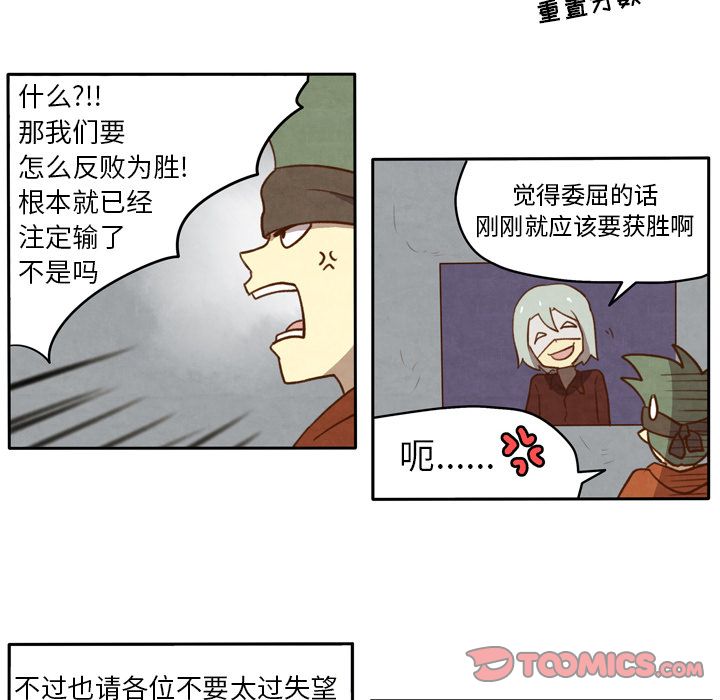 重置分数
什么?!!
那我们要
怎么反败为胜!
根本就已经
注定输了
不是吗
觉得委屈的话
刚刚就应该要获胜啊
呃......
不过也请各位不要太过失望
TOOMICS.com